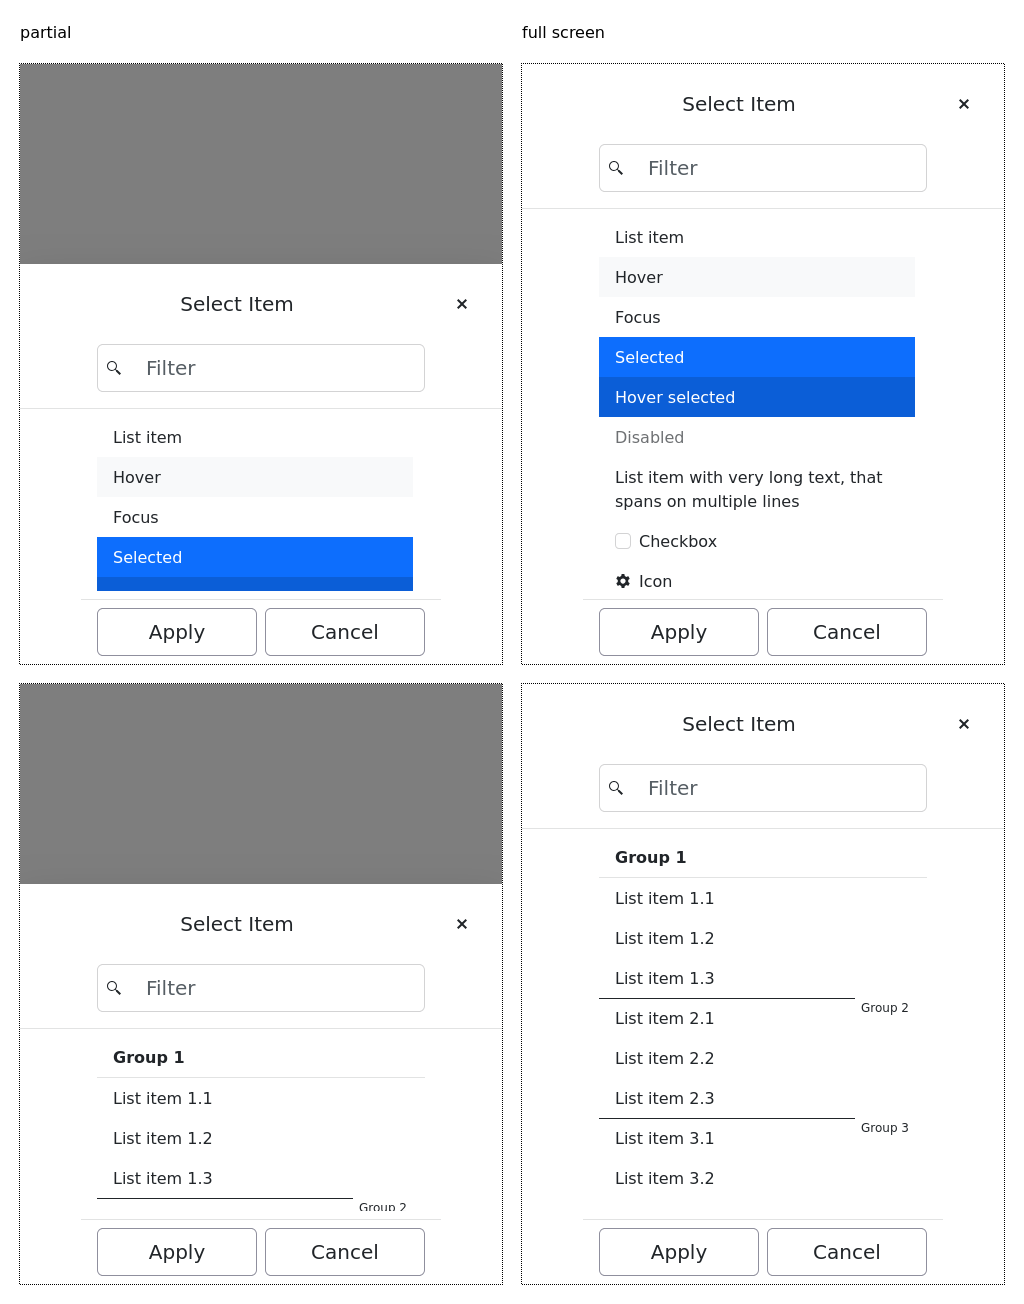 partial
full screen
Select Item
Filter
List item
Hover
Focus
Selected
Apply
Cancel
Select Item
Filter
List item
Hover
Focus
Selected
Hover selected
Disabled
List item with very long text, that
spans on multiple lines
Checkbox
Icon
Apply
Cancel
Select Item
Filter
Group 1
List item 1.1
List item 1.2
List item 1.3
Group 2
Apply
Cancel
Select Item
Filter
Group 1
List item 1.1
List item 1.2
List item 1.3
Group 2
List item 2.1
List item 2.2
List item 2.3
Group 3
List item 3.1
List item 3.2
Apply
Cancel